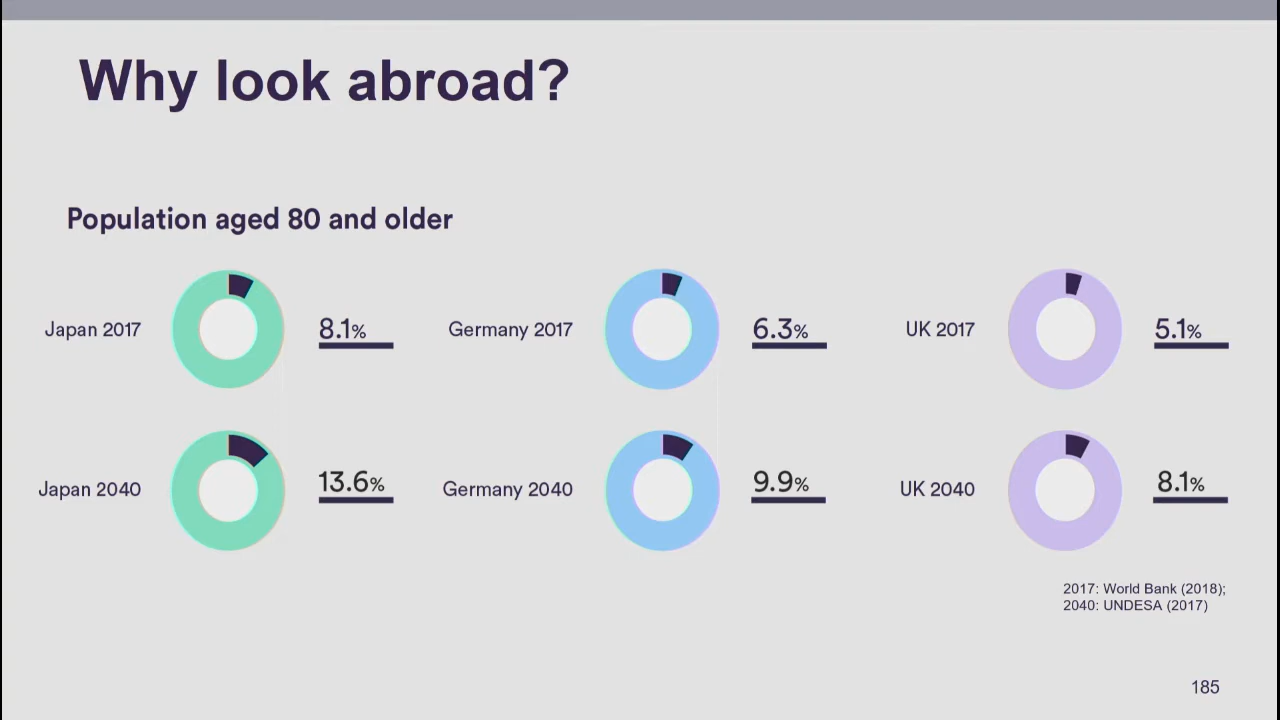 Why look abroad?
Population aged 80 and older
Japan 2017
8.1%
Germany 2017
6.3%
UK 2017
5.1%
Japan 2040
13.6%
Germany 2040
9.9%
UK 2040
8.1%
2017: World Bank (2018);
2040: UNDESA (2017)
185